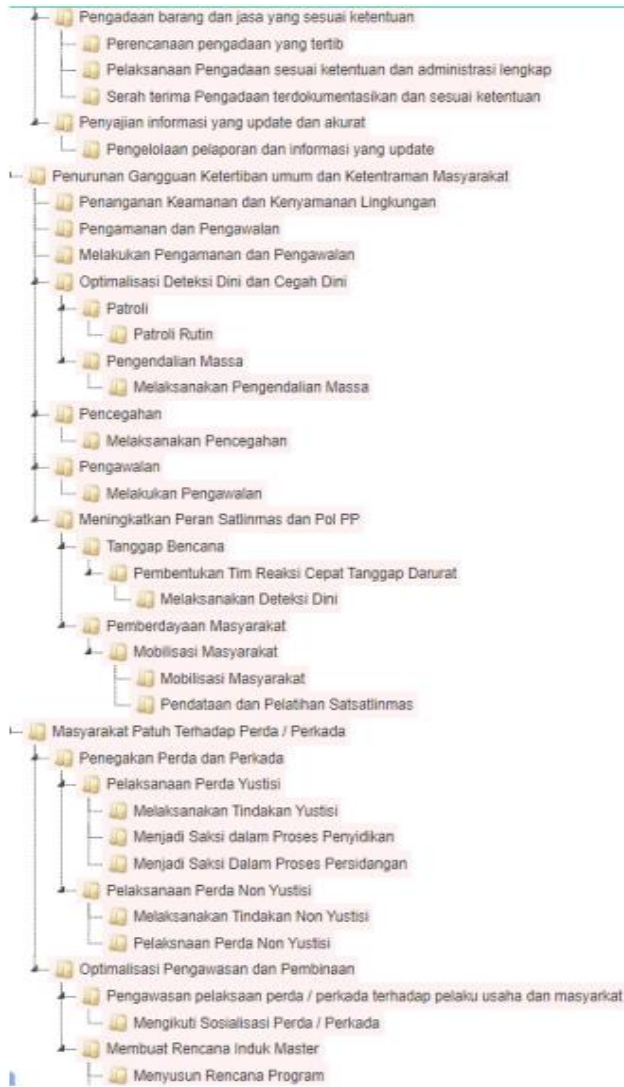 Pengadaan barang dan jasa yang sesuai ketentuan
Perencanaan pengadaan yang tertib
Pelaksanaan Pengadaan sesuai ketentuan dan administrasi lengkap
Serah terima Pengadaan terdokumentasikan dan sesuai ketentuan
Penyajian informasi yang update dan akurat
Pengelolaan pelaporan dan informasi yang update
Penurunan Gangguan Ketertiban umum dan Ketentraman Masyarakat
Penanganan Keamanan dan Kenyamanan Lingkungan
Pengamanan dan Pengawalan
Melakukan Pengamanan dan Pengawalan
Optimalisasi Deteksi Dini dan Cegah Dini
Patroli
Patroli Rutin
Pengendalian Massa
Melaksanakan Pengendalian Massa
Pencegahan
Melaksanakan Pencegahan
Pengawalan
Melakukan Pengawalan
Meningkatkan Peran Satlinmas dan Pol PP
Tanggap Bencana
Pembentukan Tim Reaksi Cepat Tanggap Darurat
Melaksanakan Deteksi Dini
Pemberdayaan Masyarakat
Mobilisasi Masyarakat
Mobilisasi Masyarakat
Pendataan dan Pelatihan Satsatlinmas
Masyarakat Patuh Terhadap Perda / Perkada
Penegakan Perda dan Perkada
Pelaksanaan Perda Yustisi
Melaksanakan Tindakan Yustisi
Menjadi Saksi dalam Proses Penyidikan
Menjadi Saksi Dalam Proses Persidangan
Pelaksanaan Perda Non Yustisi
Melaksanakan Tindakan Non Yustisi
Pelaksnaan Perda Non Yustisi
Optimalisasi Pengawasan dan Pembinaan
Pengawasan pelaksaan perda / perkada terhadap pelaku usaha dan masyarkat
Mengikuti Sosialisasi Perda / Perkada
Membuat Rencana Induk Master
Menyusun Rencana Program